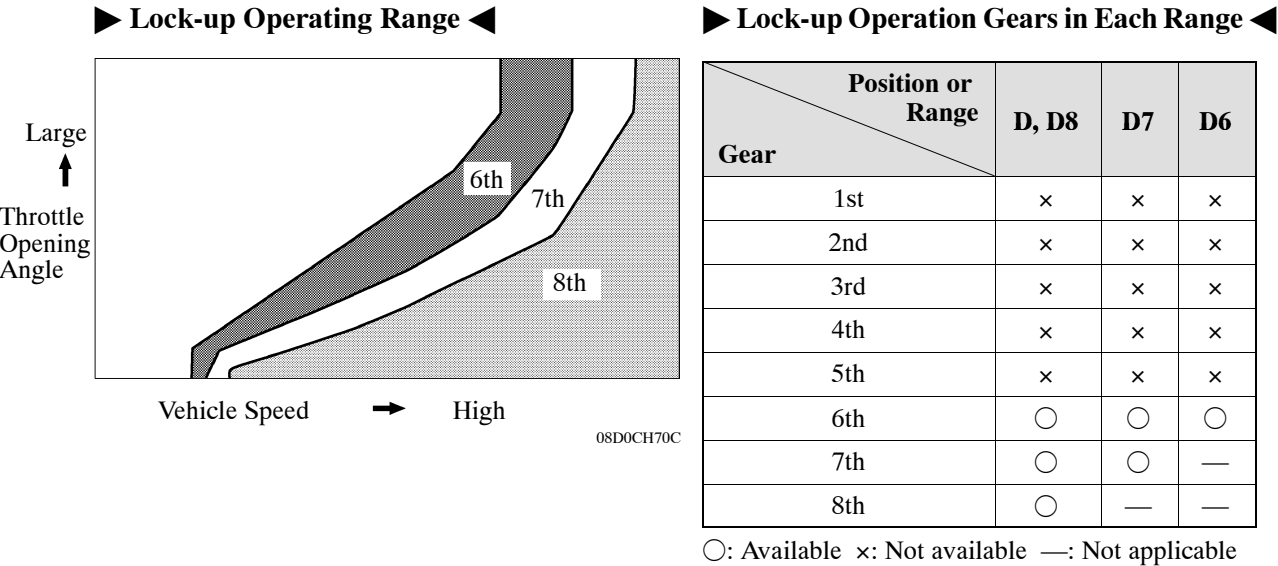 ▶ Lock-up Operating Range ◀
Large
Throttle
Opening
Angle
6th
7th
8th
Vehicle Speed → High
08D0CH70C
▶ Lock-up Operation Gears in Each Range ◀
Position or
Range
Gear
D, D8 D7 D6
1st × × ×
2nd × × ×
3rd × × ×
4th × × ×
5th × × ×
6th ○ ○ ○
7th ○ ○ —
8th ○ — —
○: Available ×: Not available —: Not applicable